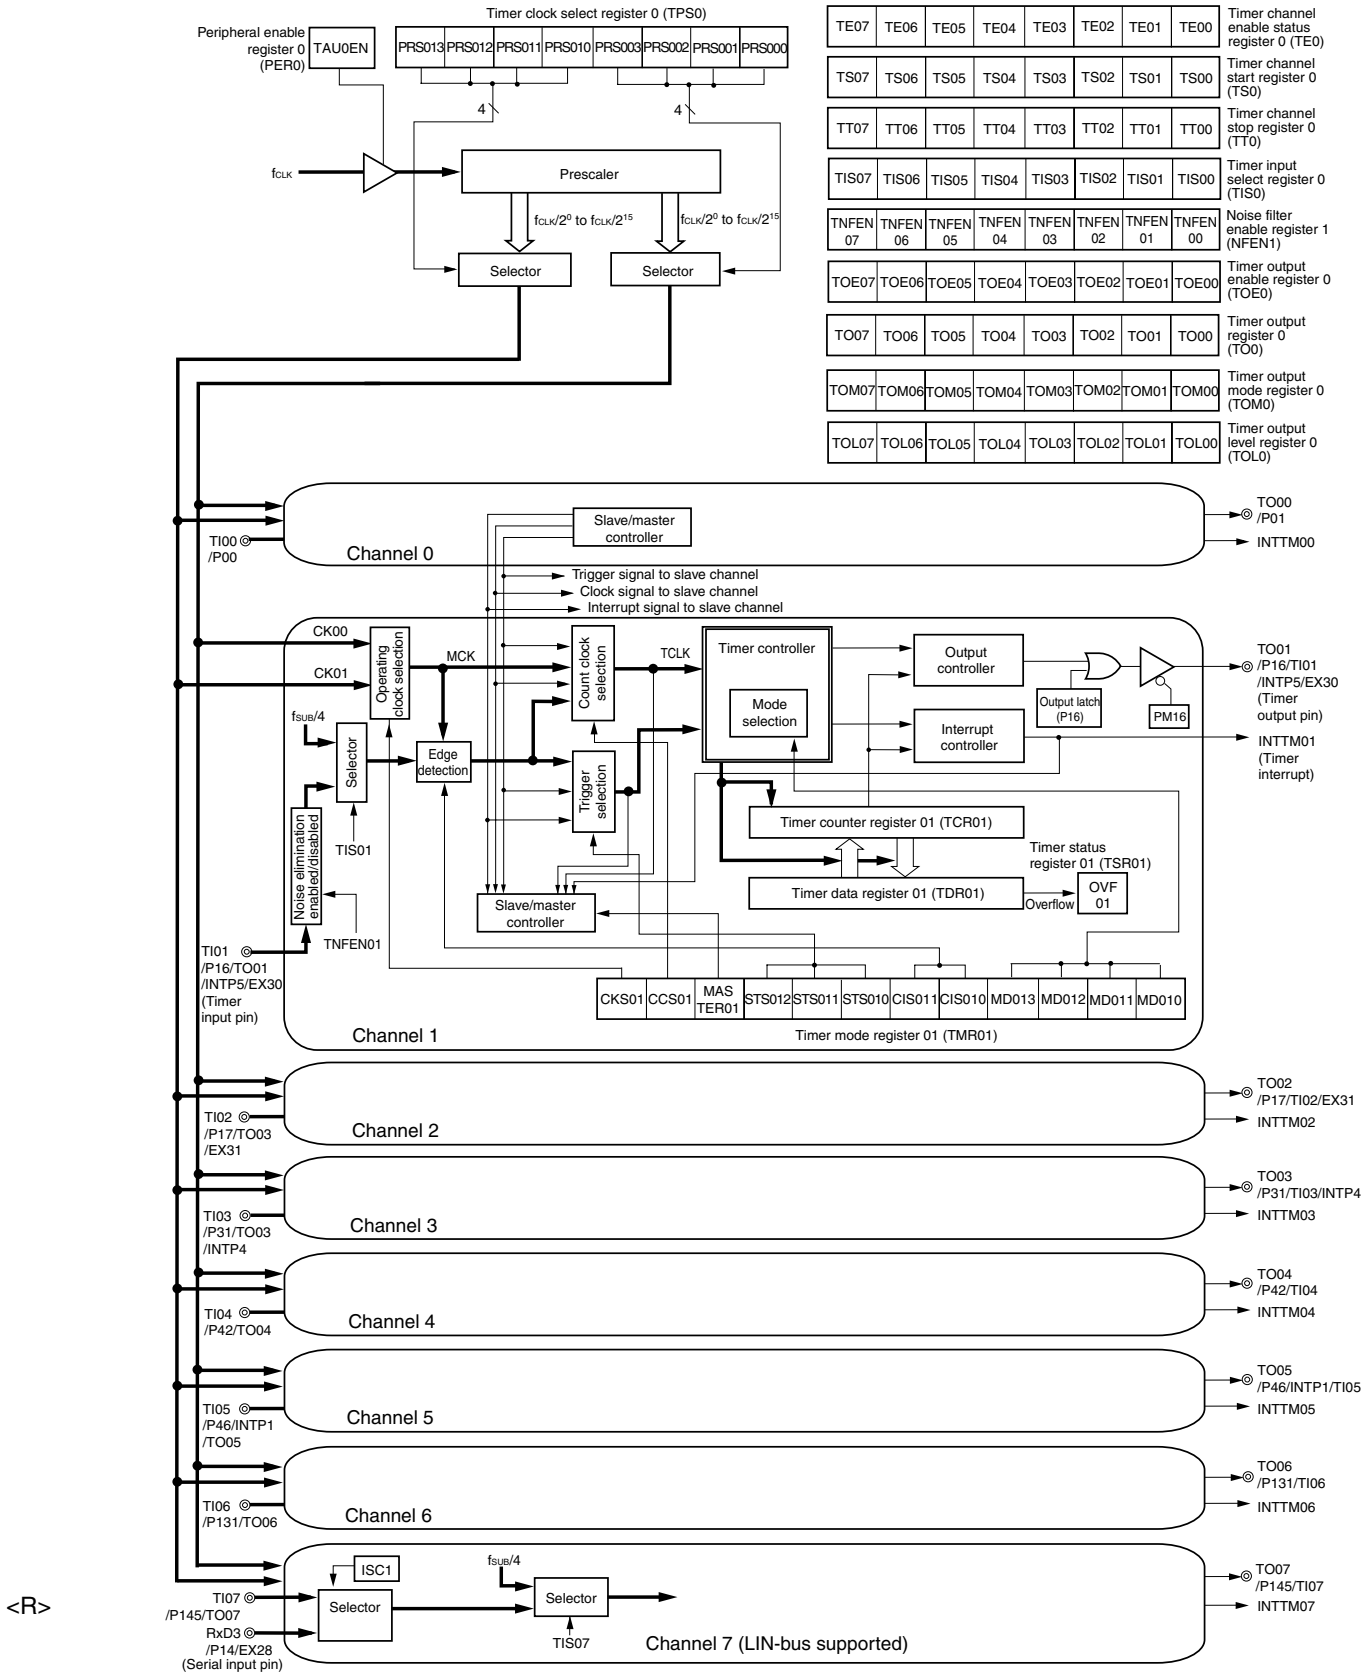 Timer clock select register 0 (TPS0)
Peripheral enable
register 0
(PER0)
TAU0EN
PRS013 PRS012 PRS011 PRS010 PRS003 PRS002 PRS001 PRS000
4
4
fCLK
Prescaler
fCLK/2⁰ to fCLK/2¹⁵
fCLK/2⁰ to fCLK/2¹⁵
Selector
Selector
TE07 TE06 TE05 TE04 TE03 TE02 TE01 TE00
Timer channel
enable status
register 0 (TE0)
TS07 TS06 TS05 TS04 TS03 TS02 TS01 TS00
Timer channel
start register 0
(TS0)
TT07 TT06 TT05 TT04 TT03 TT02 TT01 TT00
Timer channel
stop register 0
(TT0)
TIS07 TIS06 TIS05 TIS04 TIS03 TIS02 TIS01 TIS00
Timer input
select register 0
(TIS0)
TNFEN TNFEN TNFEN TNFEN TNFEN TNFEN TNFEN TNFEN
07 06 05 04 03 02 01 00
Noise filter
enable register 1
(NFEN1)
TOE07 TOE06 TOE05 TOE04 TOE03 TOE02 TOE01 TOE00
Timer output
enable register 0
(TOE0)
TO07 TO06 TO05 TO04 TO03 TO02 TO01 TO00
Timer output
register 0
(TO0)
TOM07 TOM06 TOM05 TOM04 TOM03 TOM02 TOM01 TOM00
Timer output
mode register 0
(TOM0)
TOL07 TOL06 TOL05 TOL04 TOL03 TOL02 TOL01 TOL00
Timer output
level register 0
(TOL0)
TI00
/P00
Channel 0
Slave/master
controller
TO00
/P01
INTTM00
Trigger signal to slave channel
Clock signal to slave channel
Interrupt signal to slave channel
CK00
CK01
Operating
clock selection
MCK
Count clock
selection
TCLK
Timer controller
Mode
selection
Output
controller
Interrupt
controller
Output latch
(P16)
PM16
TO01
/P16/TI01
/INTP5/EX30
(Timer
output pin)
INTTM01
(Timer
interrupt)
fSUB/4
Selector
Edge
detection
Trigger
selection
TIS01
Noise elimination
enabled/disabled
TNFEN01
Timer counter register 01 (TCR01)
Timer status
register 01 (TSR01)
Timer data register 01 (TDR01)
Overflow
OVF
01
Slave/master
controller
TI01
/P16/TO01
/INTP5/EX30
(Timer
input pin)
CKS01 CCS01 MAS
TER01 STS012 STS011 STS010 CIS011 CIS010 MD013 MD012 MD011 MD010
Timer mode register 01 (TMR01)
Channel 1
TI02
/P17/TO03
/EX31
Channel 2
TO02
/P17/TI02/EX31
INTTM02
TI03
/P31/TO03
/INTP4
Channel 3
TO03
/P31/TI03/INTP4
INTTM03
TI04
/P42/TO04
Channel 4
TO04
/P42/TI04
INTTM04
TI05
/P46/INTP1
/TO05
Channel 5
TO05
/P46/INTP1/TI05
INTTM05
TI06
/P131/TO06
Channel 6
TO06
/P131/TI06
INTTM06
<R>
TI07
/P145/TO07
RxD3
/P14/EX28
(Serial input pin)
ISC1
Selector
fSUB/4
Selector
TIS07
Channel 7 (LIN-bus supported)
TO07
/P145/TI07
INTTM07